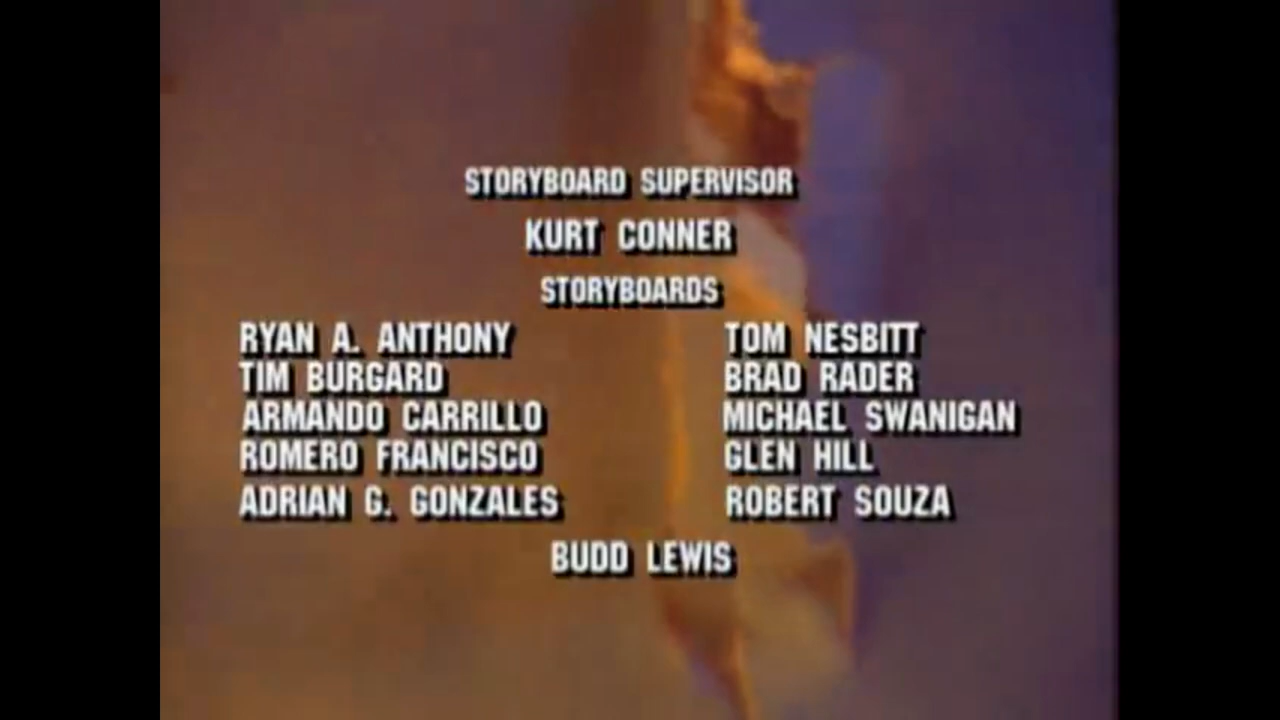 STORYBOARD SUPERVISOR
KURT CONNER
STORYBOARDS
RYAN A. ANTHONY
TIM BURGARD
ARMANDO CARRILLO
ROMERO FRANCISCO
ADRIAN G. GONZALES
TOM NESBITT
BRAD RADER
MICHAEL SWANIGAN
GLEN HILL
ROBERT SOUZA
BUDD LEWIS